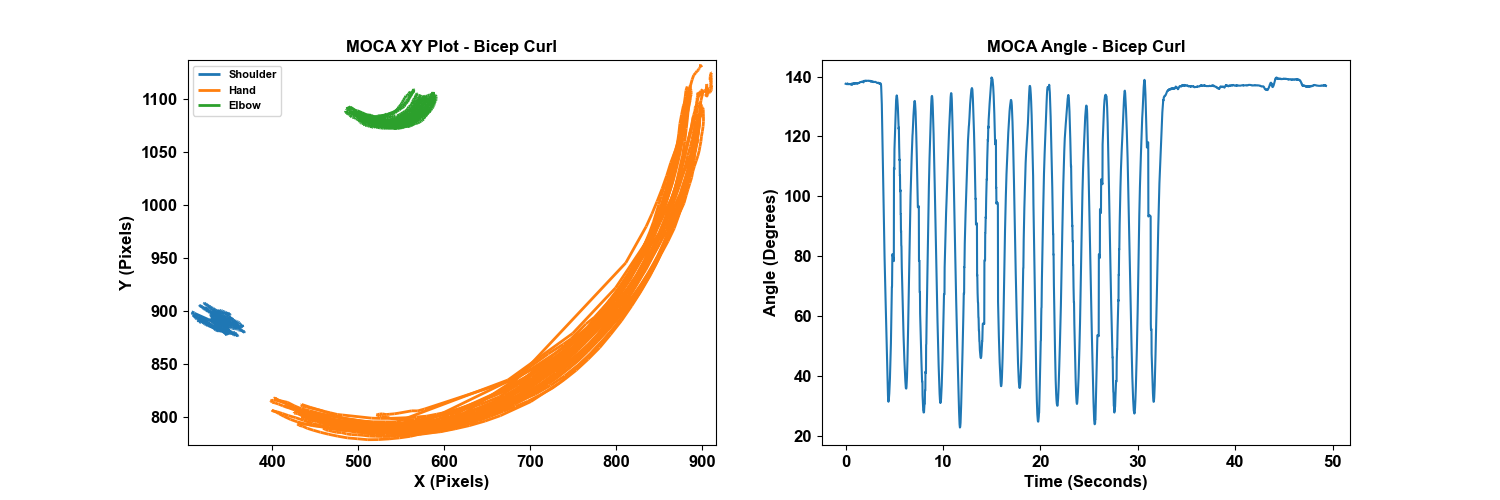 MOCA XY Plot - Bicep Curl
Shoulder
Hand
Elbow
Y (Pixels)
1100
1050
1000
950
900
850
800
400 500 600 700 800 900
X (Pixels)
MOCA Angle - Bicep Curl
Angle (Degrees)
140
120
100
80
60
40
20
0 10 20 30 40 50
Time (Seconds)